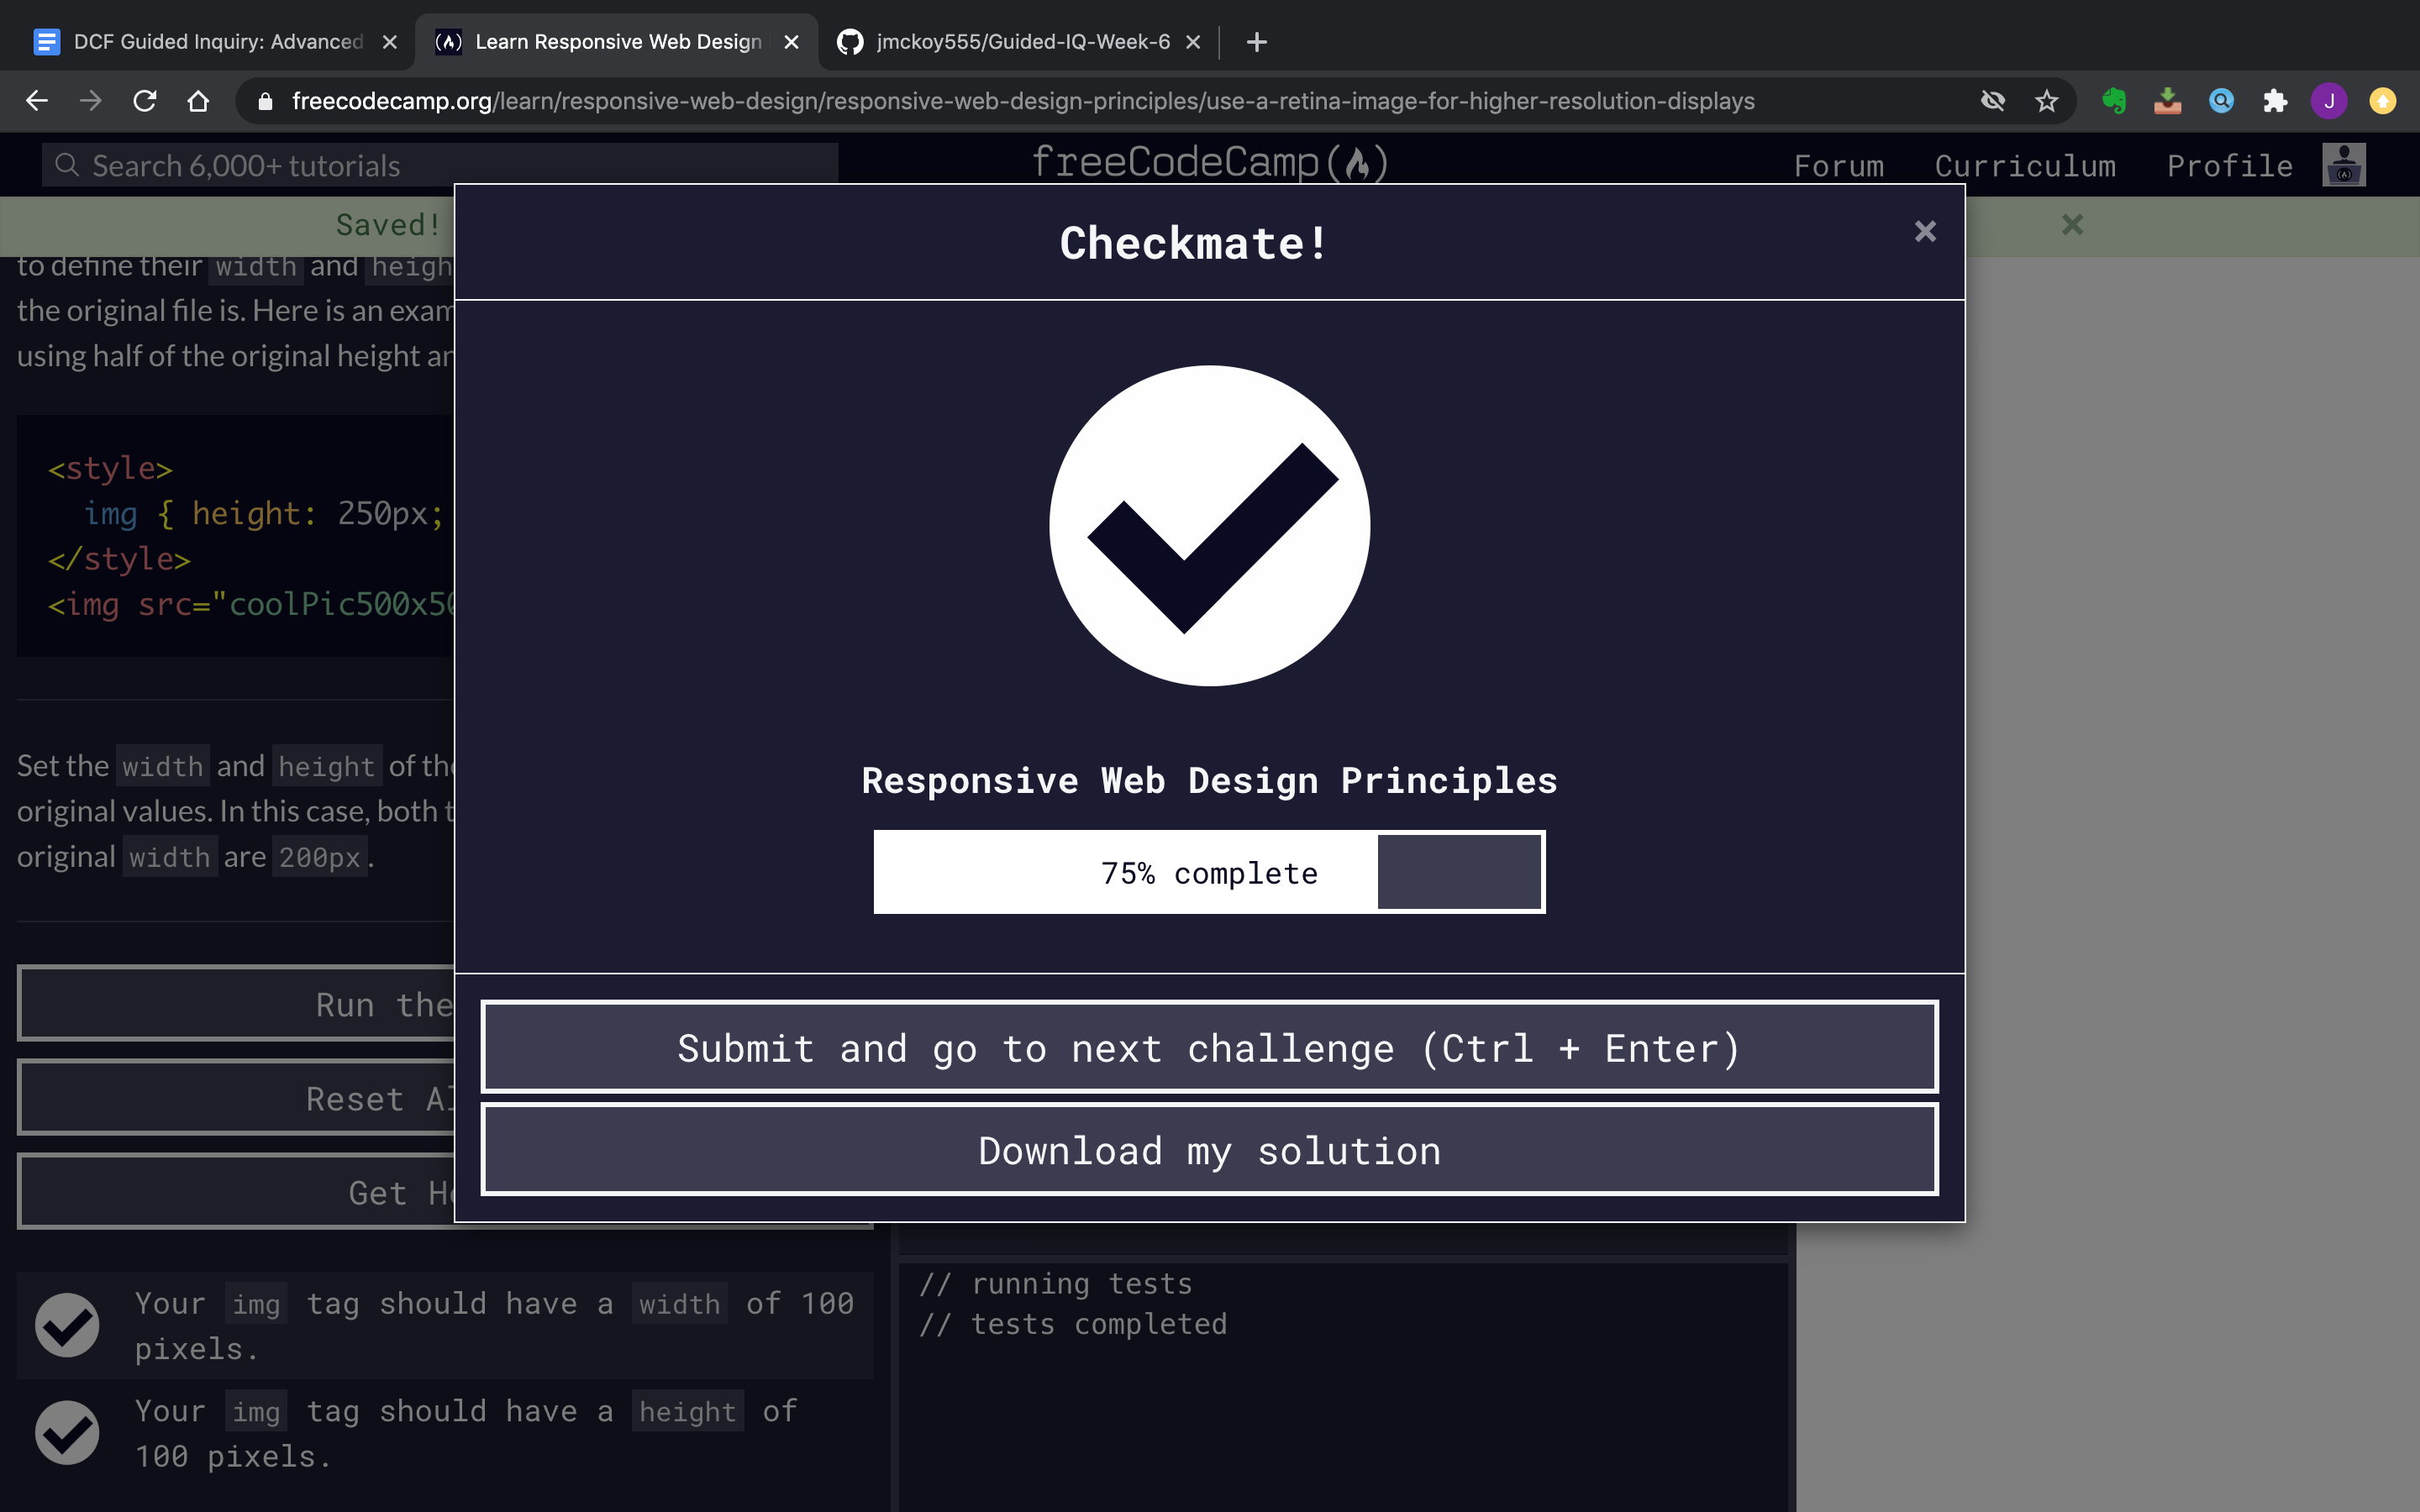 DCF Guided Inquiry: Advanced
Learn Responsive Web Design
jmckoy555/Guided-IQ-Week-6
freecodecamp.org/learn/responsive-web-design/responsive-web-design-principles/use-a-retina-image-for-higher-resolution-displays
J
Search 6,000+ tutorials
freeCodeCamp(🔥)
Forum
Curriculum
Profile
Saved!
to define their width and heigh
the original file is. Here is an exam
using half of the original height an
<style>
img { height: 250px;
</style>
<img src="coolPic500x50
Set the width and height of the
original values. In this case, both t
original width are 200px.
Run the
Reset Al
Get He
Your img tag should have a width of 100
pixels.
Your img tag should have a height of
100 pixels.
Checkmate!
Responsive Web Design Principles
75% complete
Submit and go to next challenge (Ctrl + Enter)
Download my solution
// running tests
// tests completed